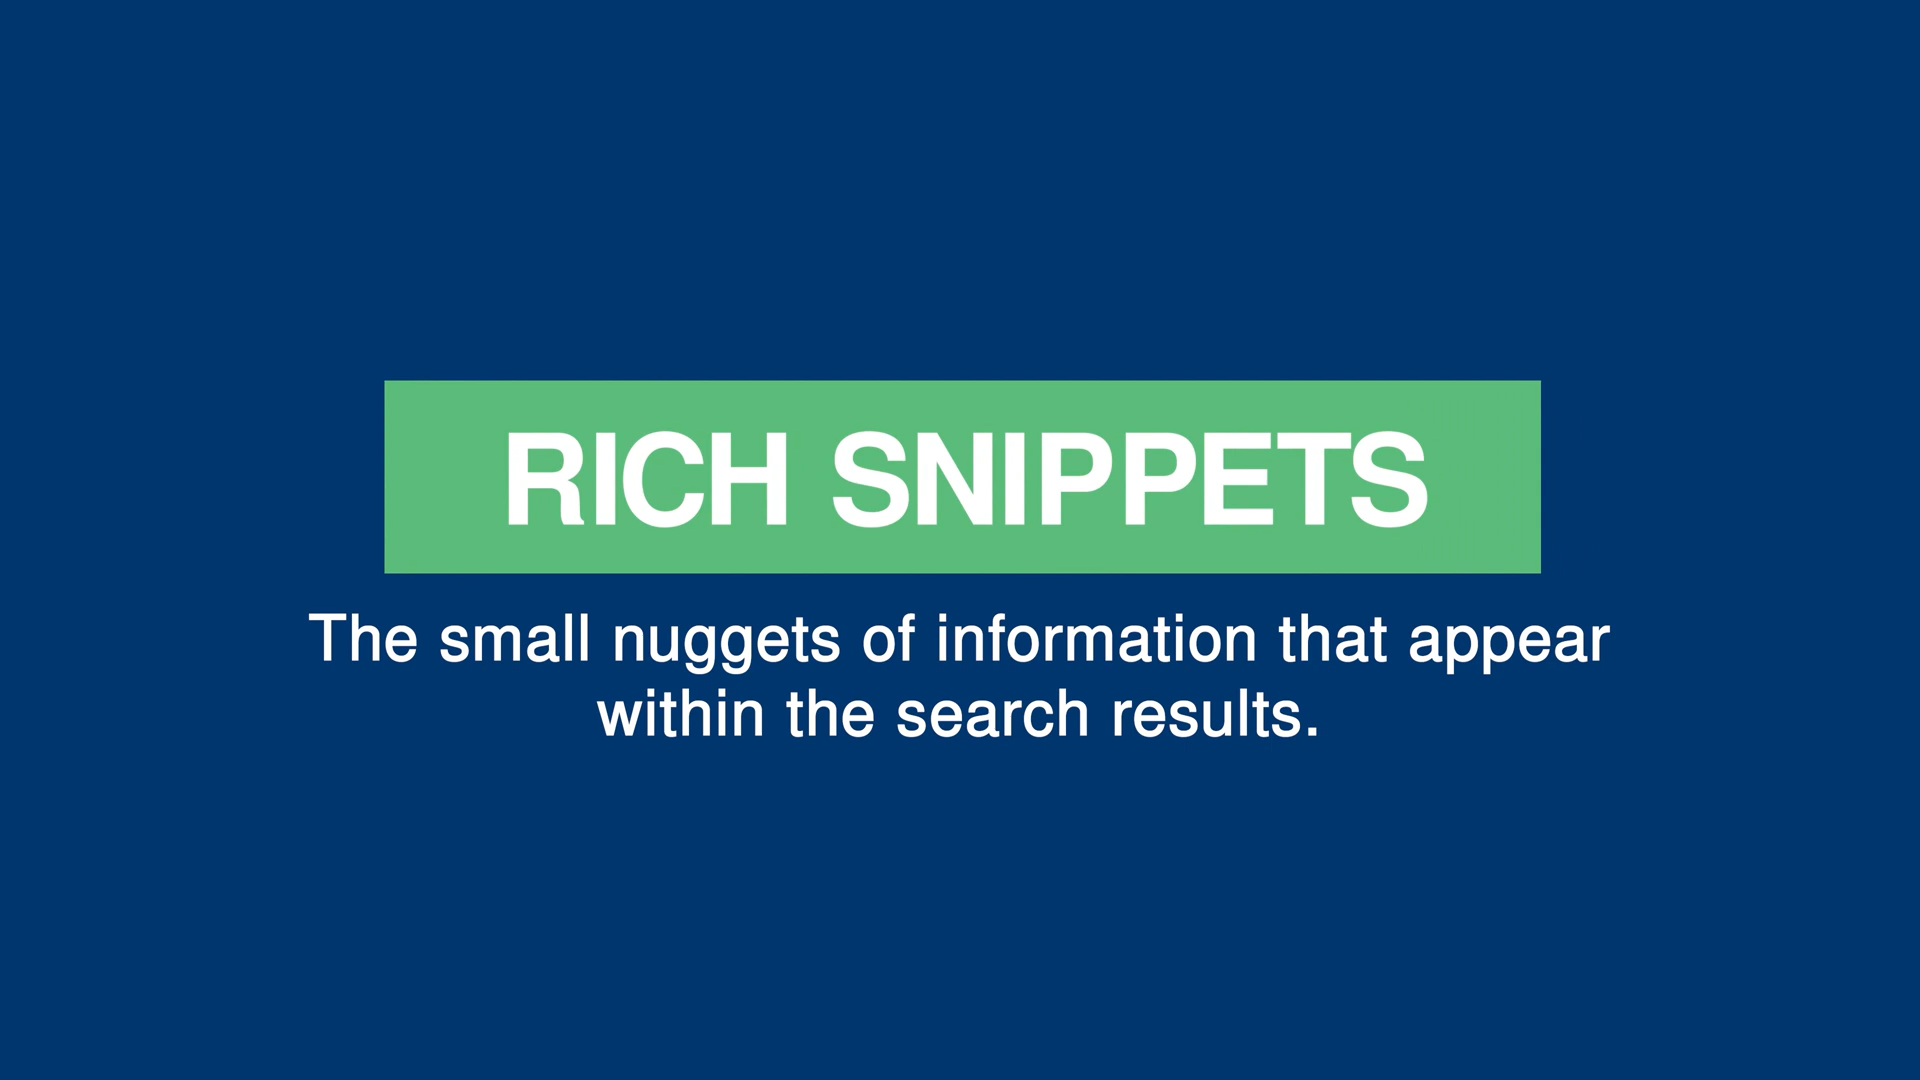 RICH SNIPPETS
The small nuggets of information that appear
within the search results.